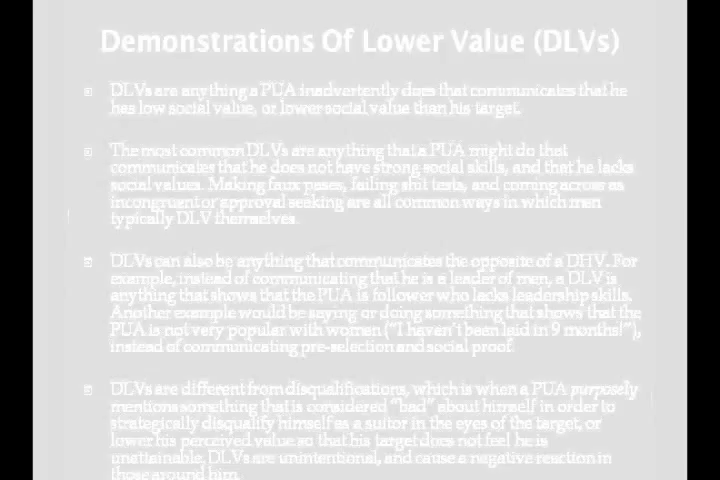 Demonstrations Of Lower Value (DLVs)
DLVs are anything a PUA inadvertently does that communicates that he
has low social value, or lower social value than his target.
The most common DLVs are anything that a PUA might do that
communicates that he does not have strong social skills, and that he lacks
social values. Making faux pases, failing shit tests, and coming across as
incongruent or approval seeking are all common ways in which men
typically DLV themselves.
DLVs can also be anything that communicates the opposite of a DHV. For
example, instead of communicating that he is a leader of men, a DLV is
anything that shows that the PUA is follower who lacks leadership skills.
Another example would be saying or doing something that shows that the
PUA is not very popular with women ("I haven't been laid in 9 months!"),
instead of communicating pre-selection and social proof.
DLVs are different from disqualifications, which is when a PUA purposely
mentions something that is considered "bad" about himself in order to
strategically disqualify himself as a suitor in the eyes of the target, or
lower his perceived value so that his target does not feel he is
unattainable. DLVs are unintentional, and cause a negative reaction in
those around him.